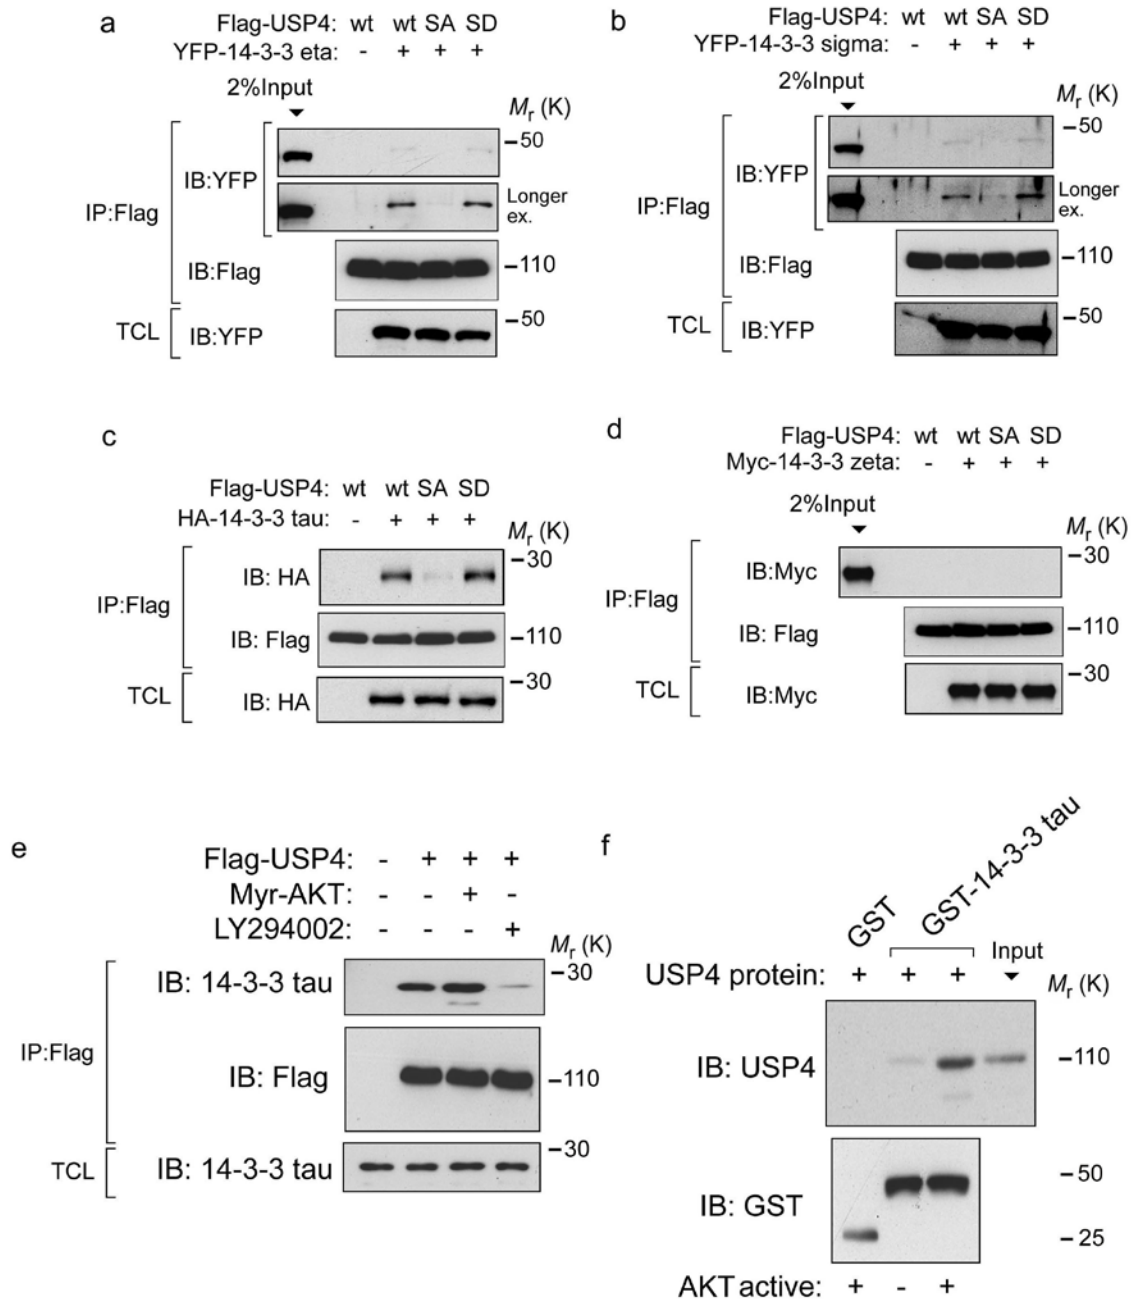 a
Flag-USP4: wt wt SA SD
YFP-14-3-3 eta: - + + +
2%Input
Mr (K)
IP:Flag
IB:YFP
–50
Longer
ex.
IB:Flag
–110
TCL
IB:YFP
–50
b
Flag-USP4: wt wt SA SD
YFP-14-3-3 sigma: - + + +
2%Input
Mr (K)
IP:Flag
IB:YFP
–50
Longer
ex.
IB:Flag
–110
TCL
IB:YFP
–50
c
Flag-USP4: wt wt SA SD
HA-14-3-3 tau: - + + +
Mr (K)
IP:Flag
IB: HA
–30
IB: Flag
–110
TCL
IB: HA
–30
d
Flag-USP4: wt wt SA SD
Myc-14-3-3 zeta: - + + +
2%Input
Mr (K)
IP:Flag
IB:Myc
–30
IB: Flag
–110
TCL
IB:Myc
–30
e
Flag-USP4: - + + +
Myr-AKT: - - + -
LY294002: - - - +
Mr (K)
IP:Flag
IB: 14-3-3 tau
–30
IB: Flag
–110
TCL
IB: 14-3-3 tau
–30
f
GST
GST-14-3-3 tau
Input
USP4 protein: + + +
Mr (K)
IB: USP4
–110
IB: GST
–50
–25
AKT active: + - +